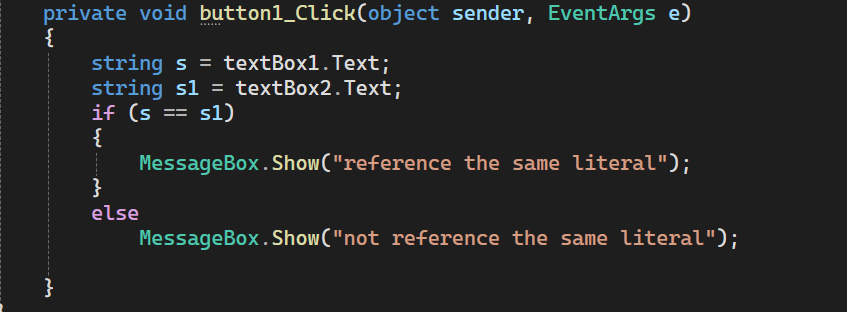 private void button1_Click(object sender, EventArgs e)
{
string s = textBox1.Text;
string s1 = textBox2.Text;
if (s == s1)
{
MessageBox.Show("reference the same literal");
}
else
MessageBox.Show("not reference the same literal");
}